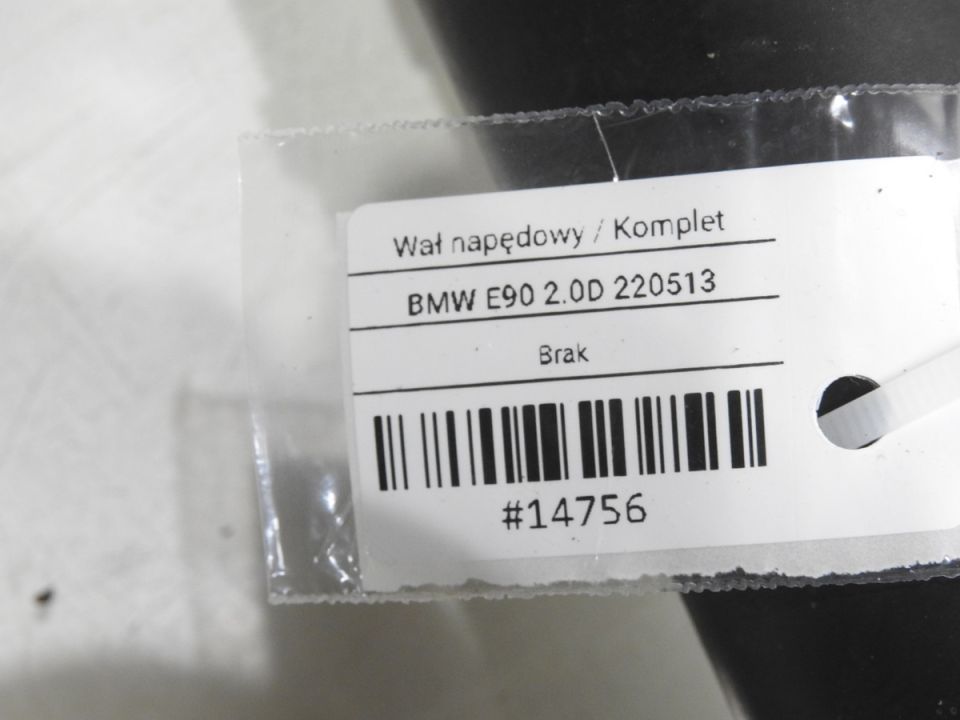 Wał napędowy / Komplet
BMW E90 2.0D 220513
Brak
#14756